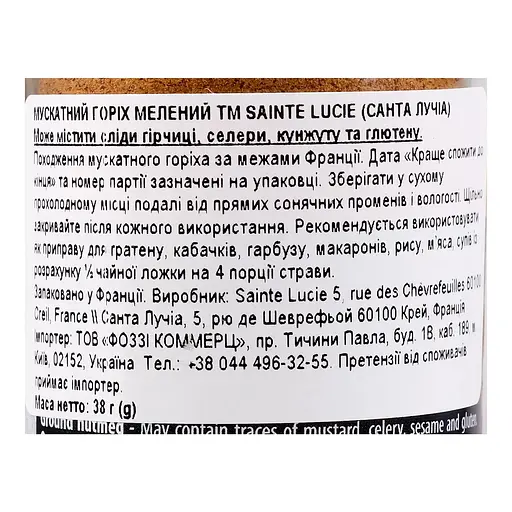 МУСКАТНИЙ ГОРІХ МЕЛЕНИЙ ТМ SAINTE LUCIE (САНТА ЛУЧІА)
Може містити сліди гірчиці, селери, кунжуту та глютену.
Походження мускатного горіха за межами Франції. Дата «Краще спожити до
кінця» та номер партії зазначені на упаковці. Зберігати у сухому
прохолодному місці подалі від прямих сонячних променів і вологості. Щільно
закривайте після кожного використання. Рекомендується використовувати
як приправу для гратену, кабачків, гарбузу, макаронів, рису, м'яса, супів із
розрахунку ½ чайної ложки на 4 порції страви.
Запаковано у Франції. Виробник: Sainte Lucie 5, rue des Chèvrefeuilles 60100
Creil, France \\ Санта Лучіа, 5, рю де Шеврефьой 60100 Крей, Франція
Імпортер: ТОВ «ФОЗЗІ КОММЕРЦ», пр. Тичини Павла, буд. 1В, каб. 189 м.
Київ, 02152, Україна Тел.: +38 044 496-32-55. Претензії від споживачів
приймає імпортер.
Маса нетто: 38 г (g)
Ground nutmeg - May contain traces of mustard, celery, sesame and gluten.